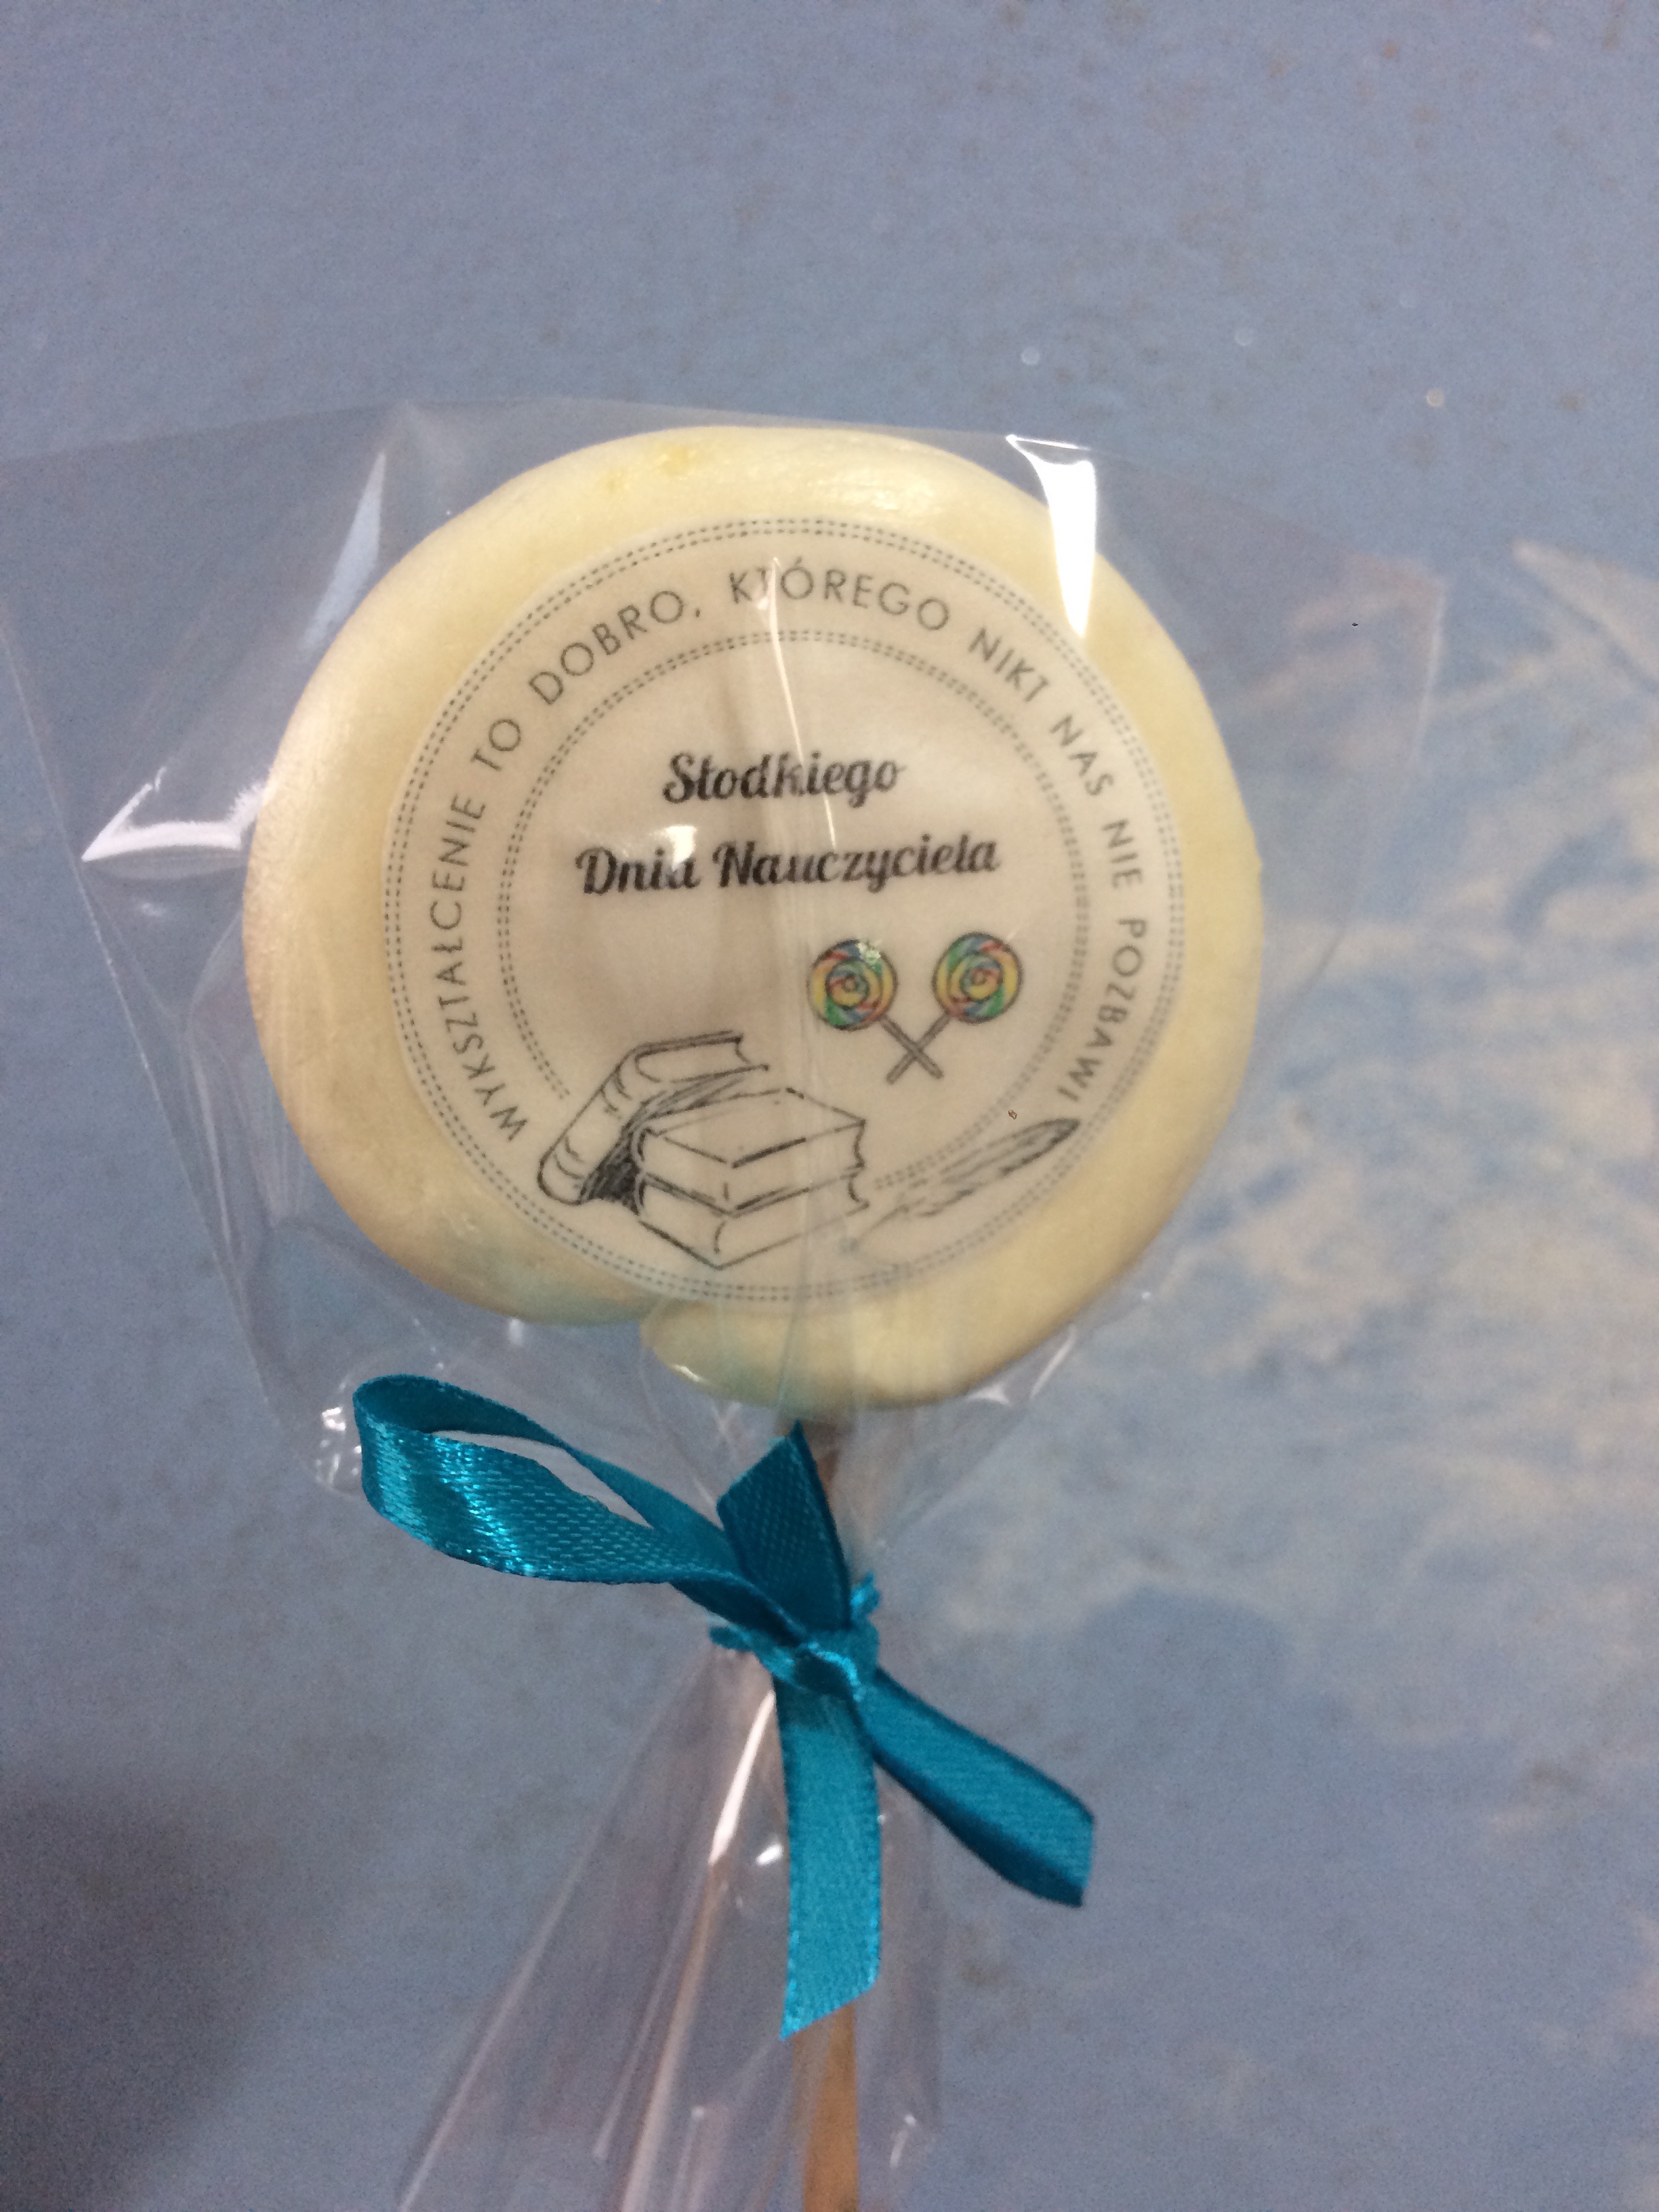 WYKSZTAŁCENIE TO DOBRO, KTÓREGO NIKT NAS NIE POZBAWI
Słodkiego
Dnia Nauczyciela